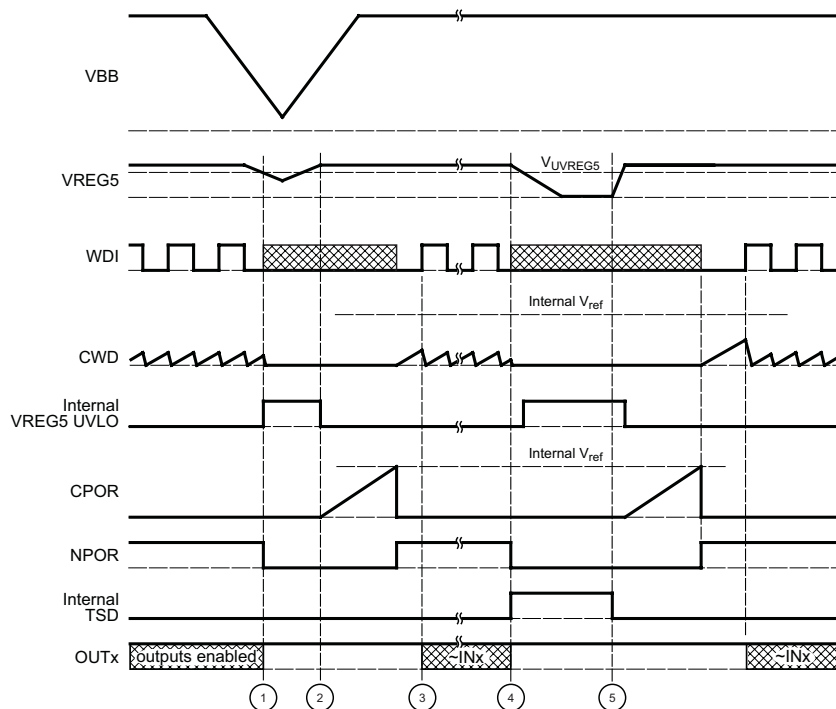 VBB
VREG5
VUVREG5
WDI
Internal Vref
CWD
Internal
VREG5 UVLO
Internal Vref
CPOR
NPOR
Internal
TSD
OUTx
outputs enabled
~INx
~INx
1
2
3
4
5